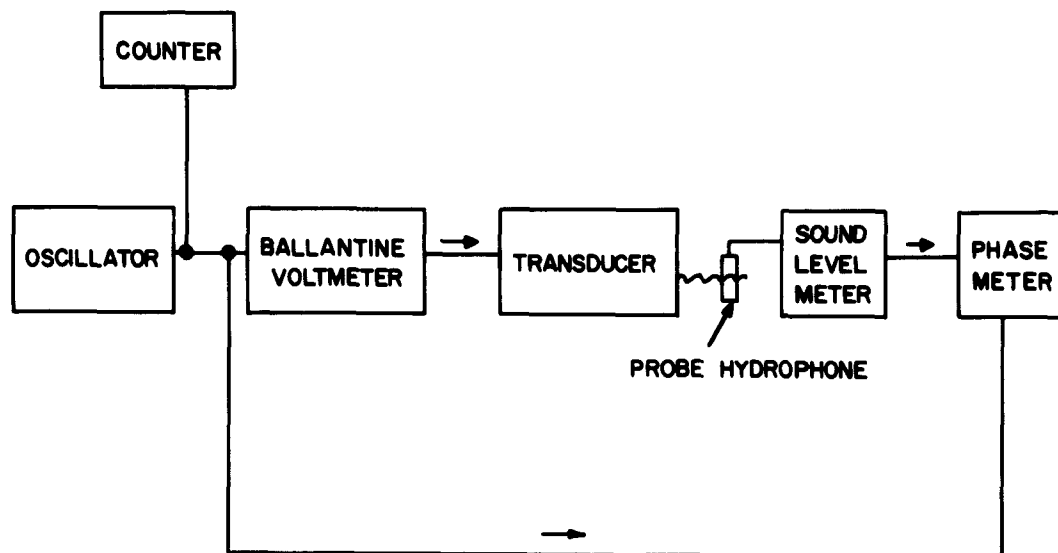 COUNTER
OSCILLATOR
BALLANTINE
VOLTMETER
TRANSDUCER
SOUND
LEVEL
METER
PHASE
METER
PROBE HYDROPHONE